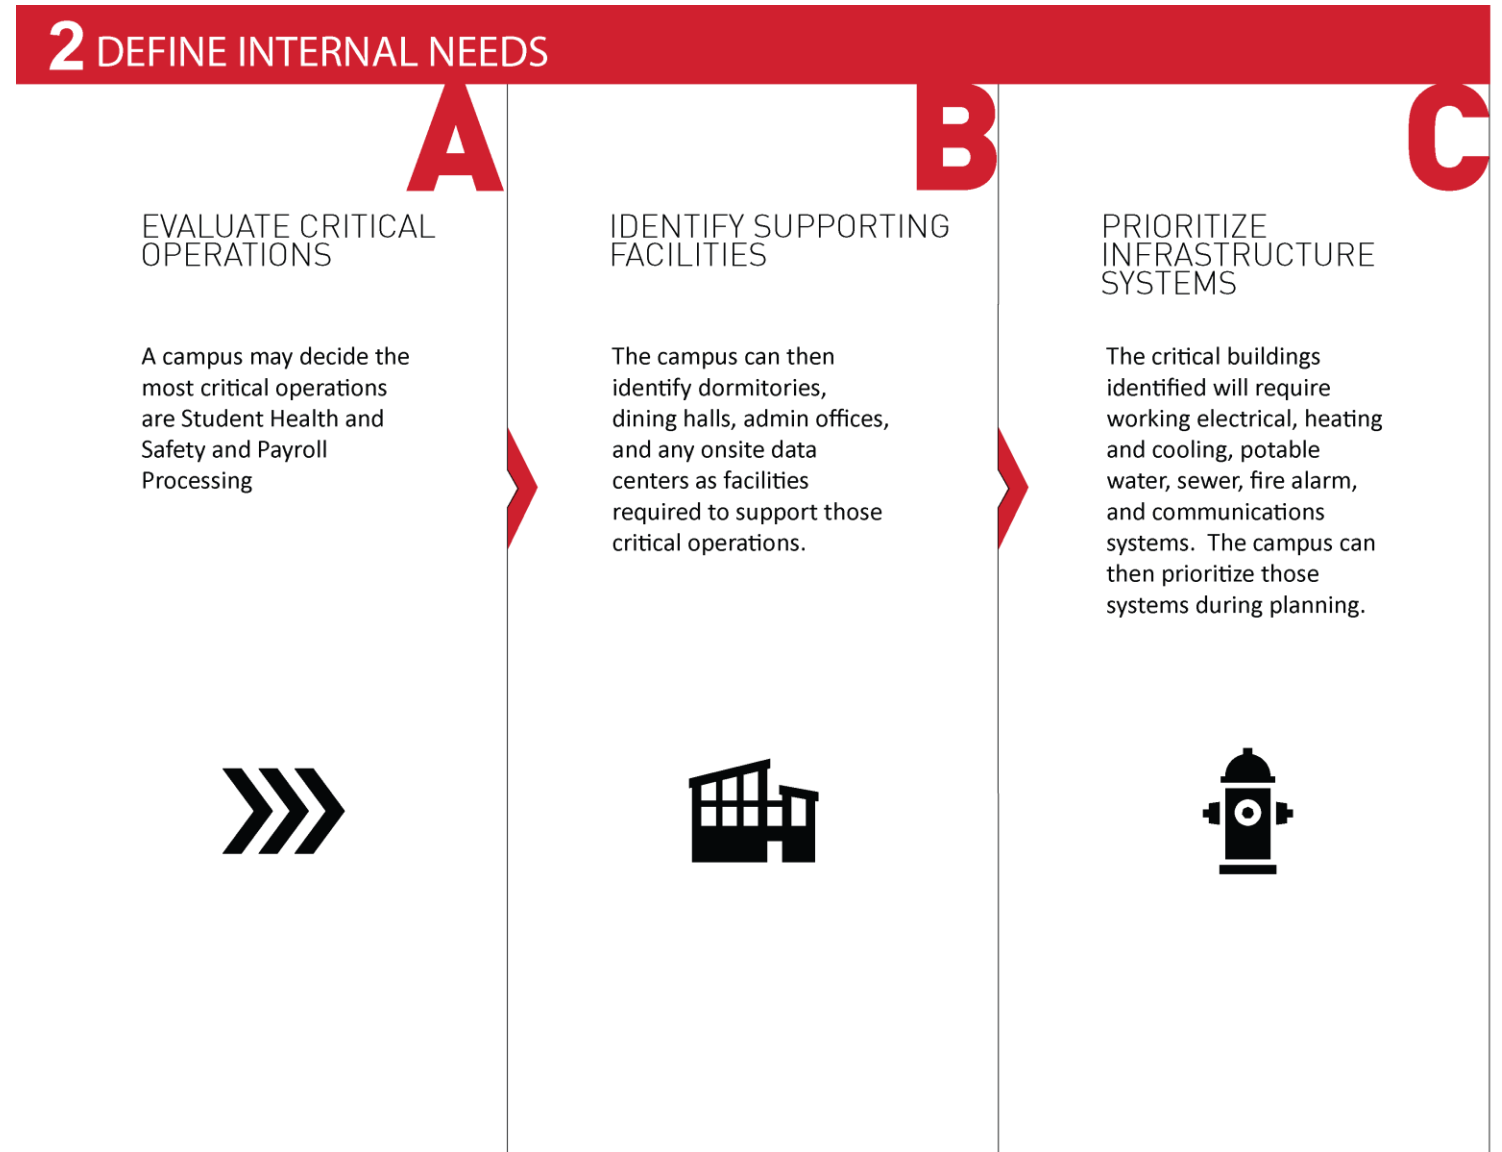 2 DEFINE INTERNAL NEEDS
A
EVALUATE CRITICAL
OPERATIONS
A campus may decide the
most critical operations
are Student Health and
Safety and Payroll
Processing
B
IDENTIFY SUPPORTING
FACILITIES
The campus can then
identify dormitories,
dining halls, admin offices,
and any onsite data
centers as facilities
required to support those
critical operations.
C
PRIORITIZE
INFRASTRUCTURE
SYSTEMS
The critical buildings
identified will require
working electrical, heating
and cooling, potable
water, sewer, fire alarm,
and communications
systems.  The campus can
then prioritize those
systems during planning.